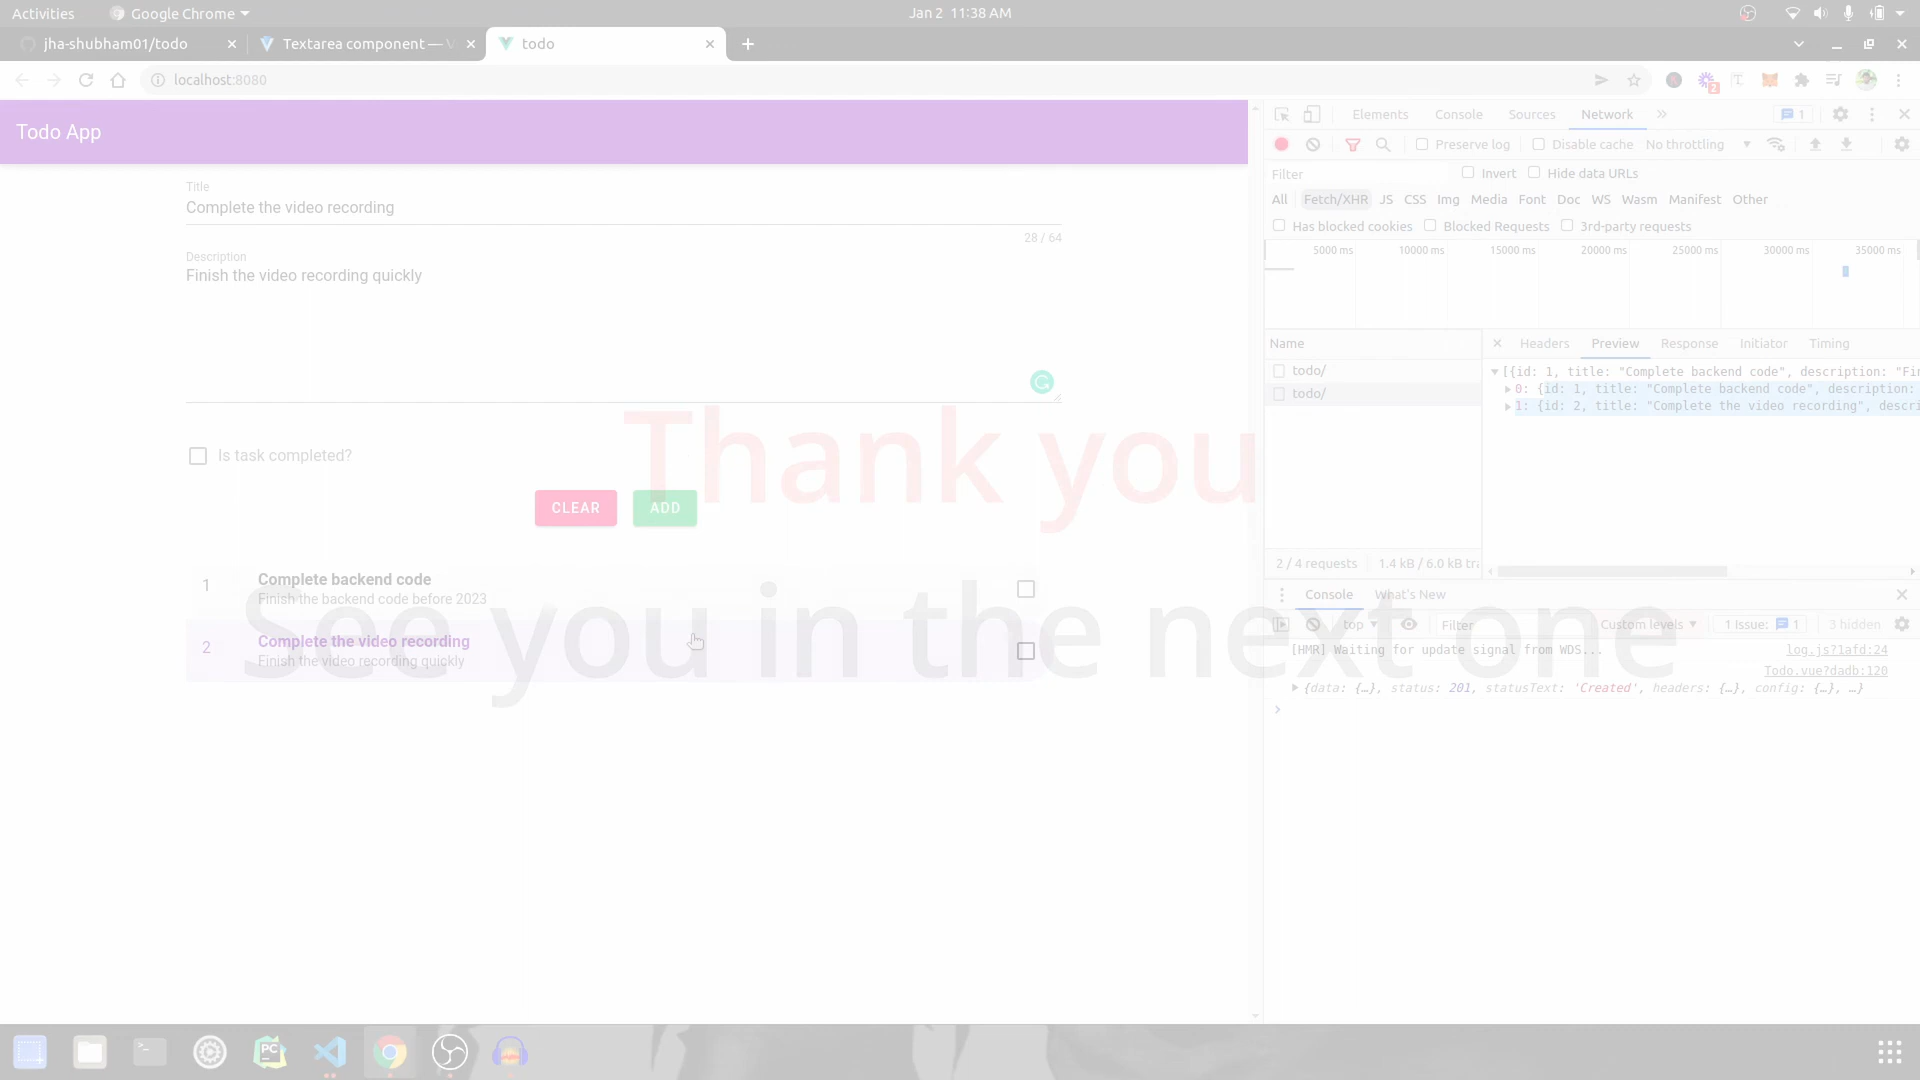 Activities
Google Chrome
Jan 2 11:38 AM
jha-shubham01/todo
Textarea component —
todo
localhost:8080
2
Todo App
Title
Complete the video recording
28 / 64
Description
Finish the video recording quickly
Is task completed?
CLEAR
ADD
1
Complete backend code
Finish the backend code before 2023
2
Complete the video recording
Finish the video recording quickly
Thank you
See you in the next one
Elements
Console
Sources
Network
1
Preserve log
Disable cache
No throttling
Filter
Invert
Hide data URLs
All
Fetch/XHR
JS
CSS
Img
Media
Font
Doc
WS
Wasm
Manifest
Other
Has blocked cookies
Blocked Requests
3rd-party requests
5000 ms
10000 ms
15000 ms
20000 ms
25000 ms
30000 ms
35000 ms
Name
todo/
todo/
Headers
Preview
Response
Initiator
Timing
[{id: 1, title: "Complete backend code", description: "Fin
0: {id: 1, title: "Complete backend code", description:
1: {id: 2, title: "Complete the video recording", descri
2 / 4 requests
1.4 kB / 6.0 kB tra
Console
What's New
top
Filter
Custom levels
1 Issue:
1
3 hidden
[HMR] Waiting for update signal from WDS...
log.js?1afd:24
Todo.vue?dadb:120
{data: {…}, status: 201, statusText: 'Created', headers: {…}, config: {…}, …}